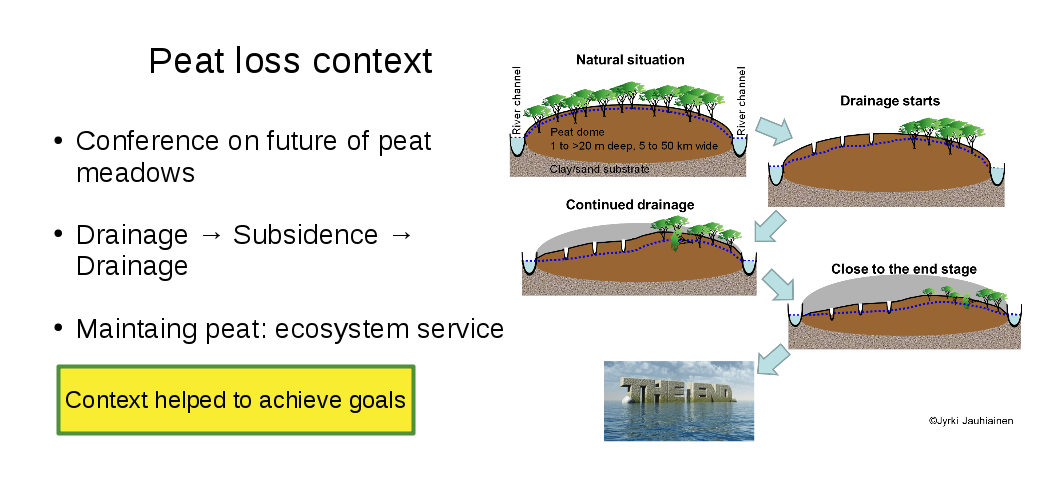 Peat loss context
• Conference on future of peat
meadows
• Drainage → Subsidence →
Drainage
• Maintaing peat: ecosystem service
Context helped to achieve goals
Natural situation
River channel
River channel
Peat dome
1 to >20 m deep, 5 to 50 km wide
Clay/sand substrate
Drainage starts
Continued drainage
Close to the end stage
THE END
©Jyrki Jauhiainen